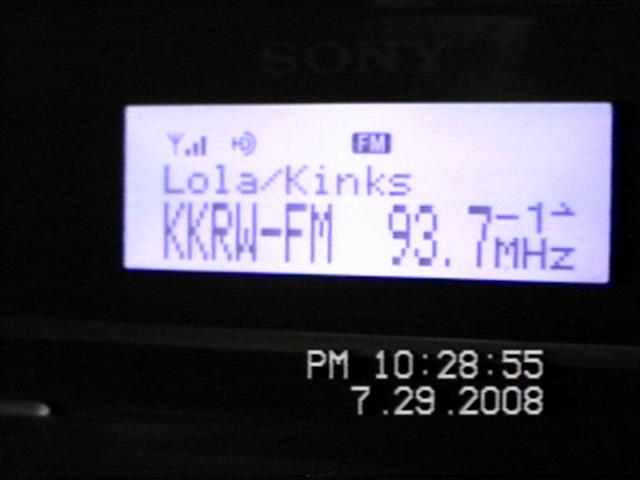 SONY
FM
Lola/Kinks
KKRW-FM 93.7-1 MHz
PM 10:28:55
7.29.2008